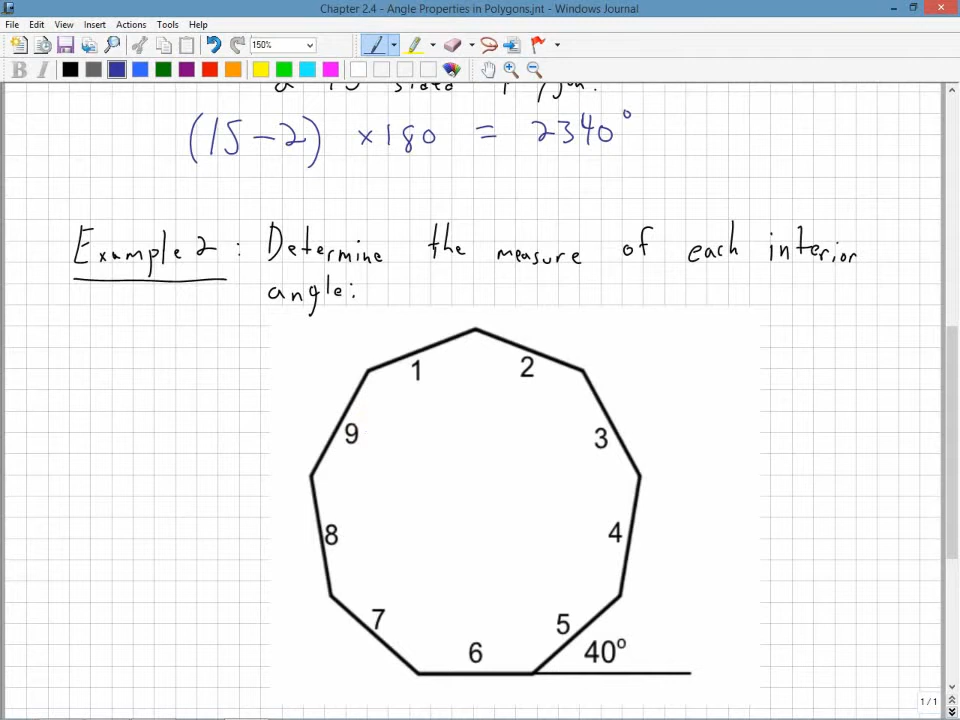 Chapter 2.4 - Angle Properties in Polygons.jnt - Windows Journal
File Edit View Insert Actions Tools Help
150%
B I
(15-2) ×180 = 2340°
Example 2 : Determine the measure of each interior
angle:
1 2
9 3
8 4
7 5
6 40°
1 / 1